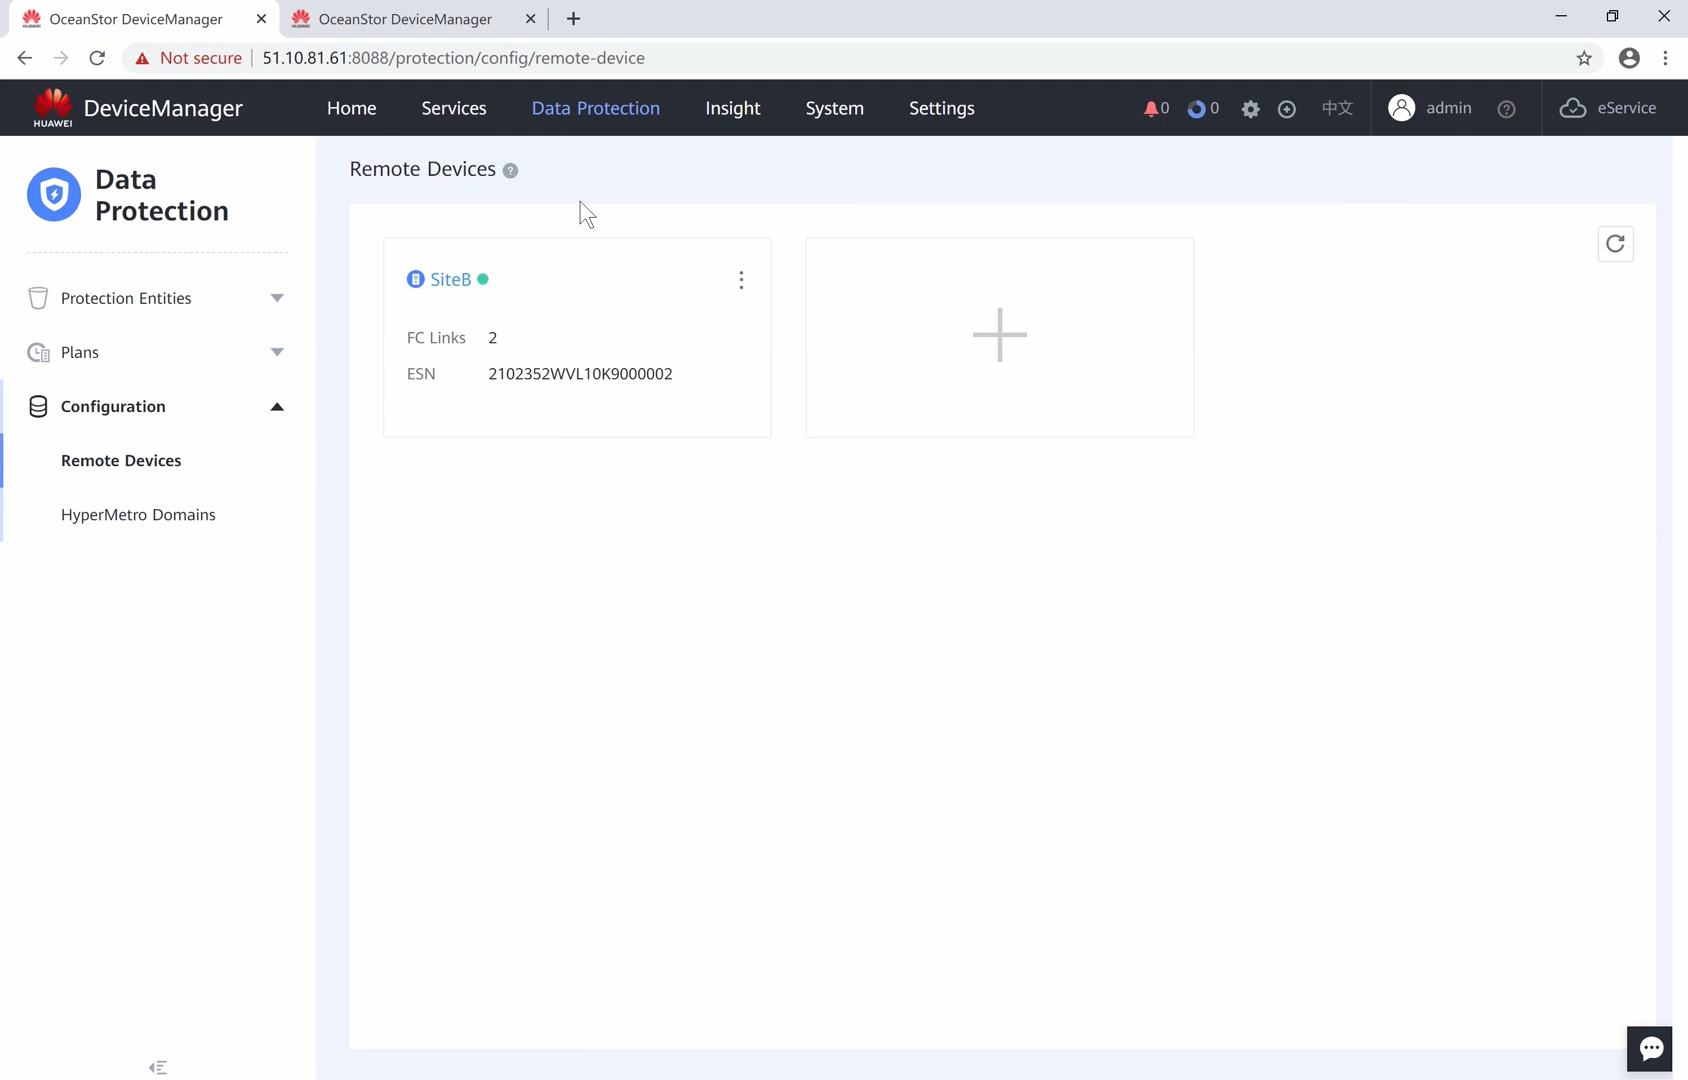 OceanStor DeviceManager
OceanStor DeviceManager
Not secure
51.10.81.61:8088/protection/config/remote-device
HUAWEI
DeviceManager
Home
Services
Data Protection
Insight
System
Settings
0
0
中文
admin
eService
Data
Protection
Protection Entities
Plans
Configuration
Remote Devices
HyperMetro Domains
Remote Devices
SiteB
FC Links 2
ESN 2102352WVL10K9000002